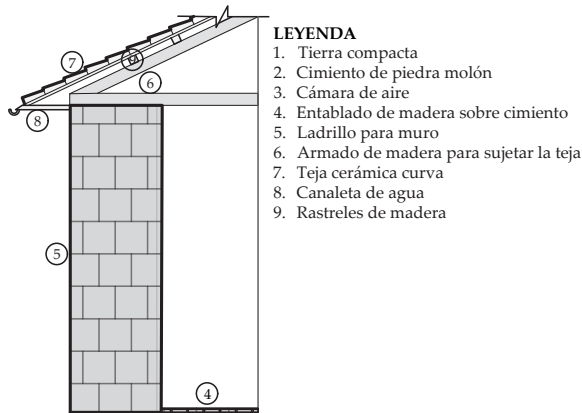 LEYENDA
1. Tierra compacta
2. Cimiento de piedra molón
3. Cámara de aire
4. Entablado de madera sobre cimiento
5. Ladrillo para muro
6. Armado de madera para sujetar la teja
7. Teja cerámica curva
8. Canaleta de agua
9. Rastreles de madera
7
6
8
5
4